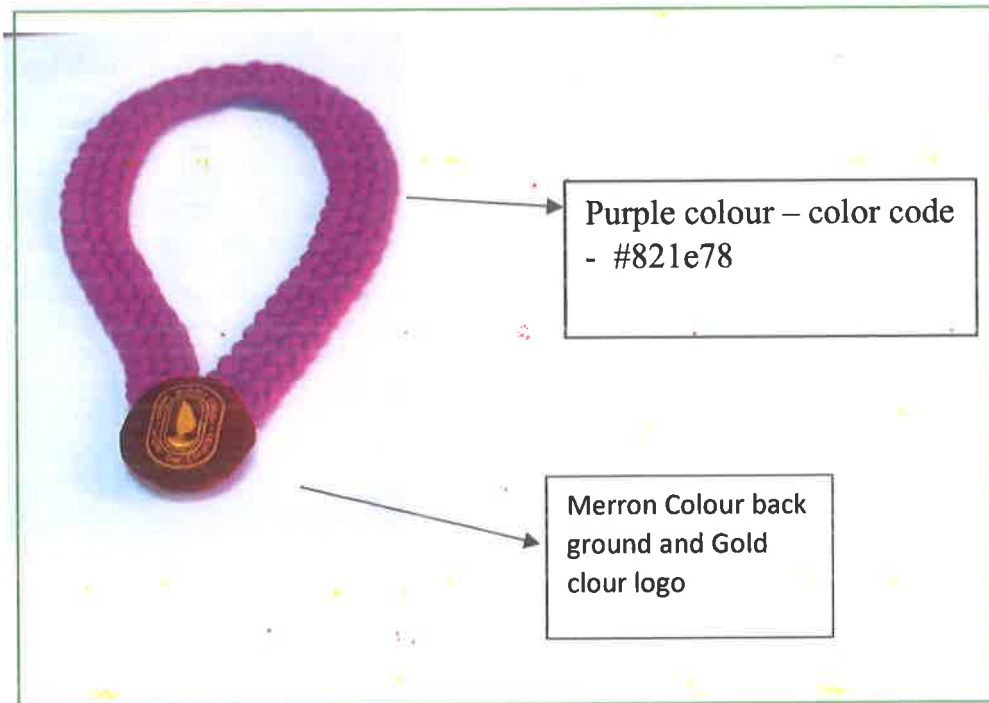 Purple colour – color code
- #821e78
Merron Colour back
ground and Gold
clour logo